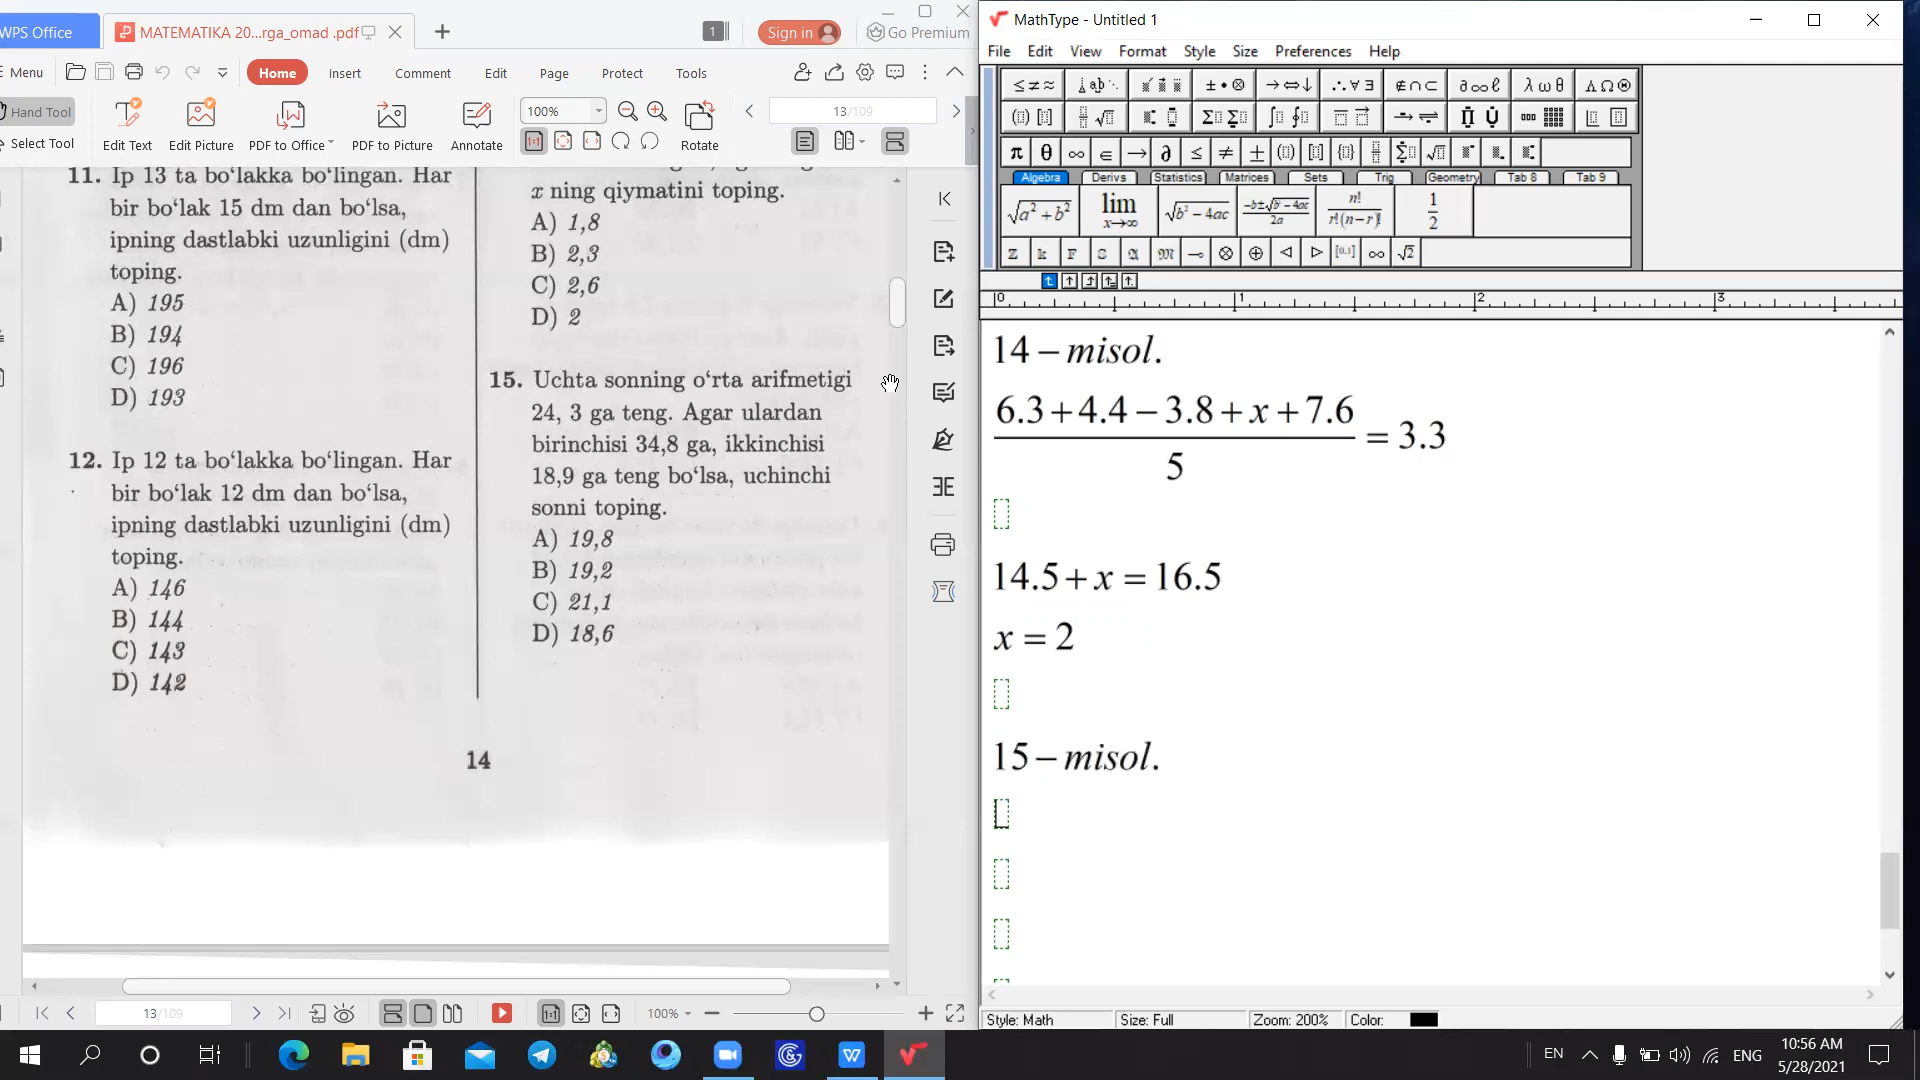 WPS Office
MATEMATIKA 20...rga_omad .pdf
1
Sign in
Go Premium
Menu
Home
Insert
Comment
Edit
Page
Protect
Tools
Hand Tool
Select Tool
Edit Text
Edit Picture
PDF to Office
PDF to Picture
Annotate
100%
Rotate
13/109
11. Ip 13 ta bo‘lakka bo‘lingan. Har
bir bo‘lak 15 dm dan bo‘lsa,
ipning dastlabki uzunligini (dm)
toping.
A) 195
B) 194
C) 196
D) 193
12. Ip 12 ta bo‘lakka bo‘lingan. Har
bir bo‘lak 12 dm dan bo‘lsa,
ipning dastlabki uzunligini (dm)
toping.
A) 146
B) 144
C) 143
D) 142
x ning qiymatini toping.
A) 1,8
B) 2,3
C) 2,6
D) 2
15. Uchta sonning o‘rta arifmetigi
24, 3 ga teng. Agar ulardan
birinchisi 34,8 ga, ikkinchisi
18,9 ga teng bo‘lsa, uchinchi
sonni toping.
A) 19,8
B) 19,2
C) 21,1
D) 18,6
14
13/109
100%
MathType - Untitled 1
File Edit View Format Style Size Preferences Help
Algebra Derivs Statistics Matrices Sets Trig Geometry Tab 8 Tab 9
0 1 2 3
14 – misol.
6.3 + 4.4 – 3.8 + x + 7.6
5
= 3.3
14.5 + x = 16.5
x = 2
15 – misol.
Style: Math
Size: Full
Zoom: 200%
Color:
EN
ENG
10:56 AM
5/28/2021